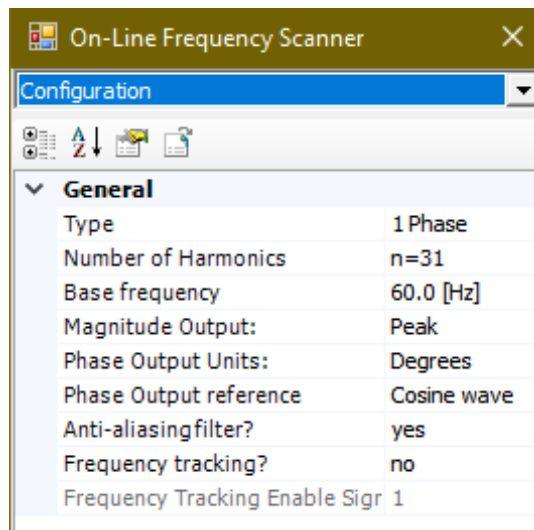 On-Line Frequency Scanner
Configuration
General
Type 1 Phase
Number of Harmonics n=31
Base frequency 60.0 [Hz]
Magnitude Output: Peak
Phase Output Units: Degrees
Phase Output reference Cosine wave
Anti-aliasing filter? yes
Frequency tracking? no
Frequency Tracking Enable Sigr 1